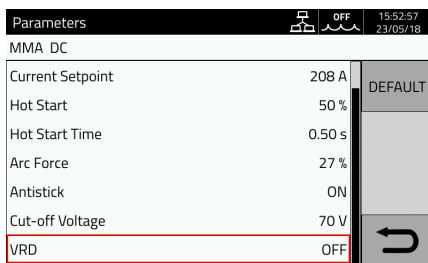 Parameters OFF 15:52:57
23/05/18
MMA DC
Current Setpoint 208 A
DEFAULT
Hot Start 50 %
Hot Start Time 0.50 s
Arc Force 27 %
Antistick ON
Cut-off Voltage 70 V
VRD OFF